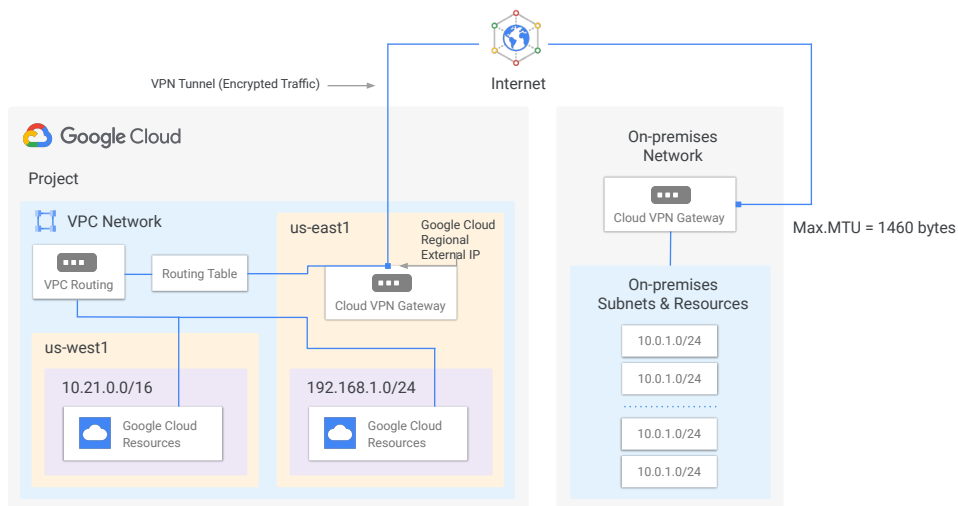 Internet
VPN Tunnel (Encrypted Traffic)
Google Cloud
Project
VPC Network
VPC Routing
Routing Table
us-east1
Google Cloud
Regional
External IP
Cloud VPN Gateway
us-west1
10.21.0.0/16
Google Cloud
Resources
192.168.1.0/24
Google Cloud
Resources
On-premises
Network
Cloud VPN Gateway
Max.MTU = 1460 bytes
On-premises
Subnets & Resources
10.0.1.0/24
10.0.1.0/24
10.0.1.0/24
10.0.1.0/24